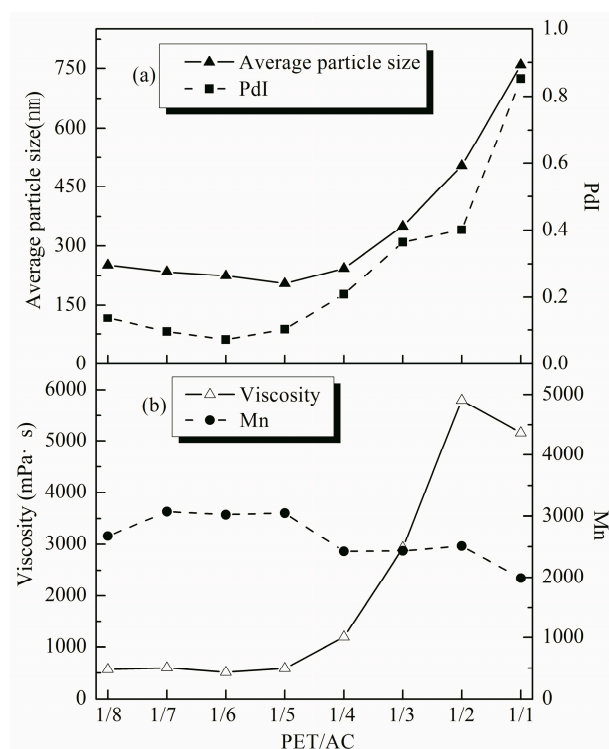 (a)
Average particle size
PdI
Average particle size(nm)
750
600
450
300
150
0
1.0
0.8
0.6
0.4
0.2
0.0
PdI
(b)
Viscosity
Mn
Viscosity (mPa· s)
6000
5000
4000
3000
2000
1000
0
5000
4000
3000
2000
1000
0
Mn
1/8 1/7 1/6 1/5 1/4 1/3 1/2 1/1
PET/AC